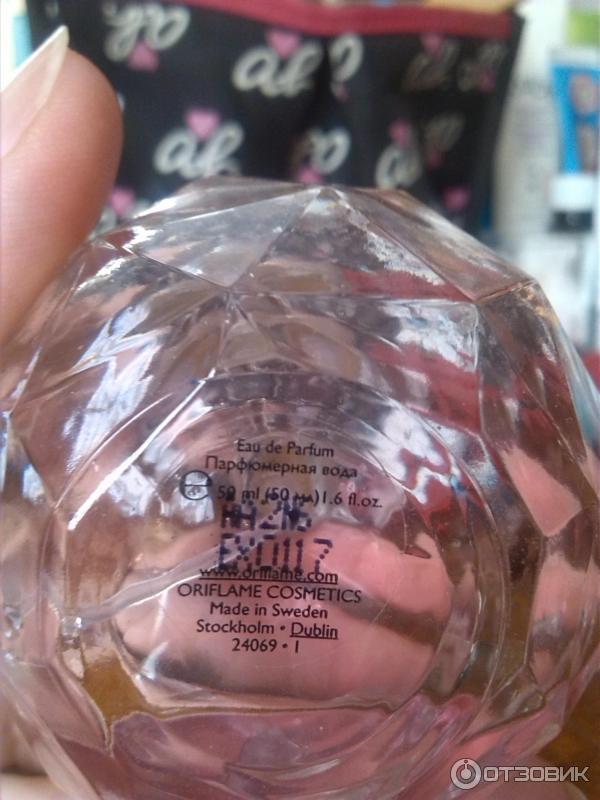 Eau de Parfum
Парфюмерная вода
℮ 50 ml (50 мл) 1.6 fl.oz.
EXC117
www.oriflame.com
ORIFLAME COSMETICS
Made in Sweden
Stockholm • Dublin
24069 • 1
ОТЗОВИК